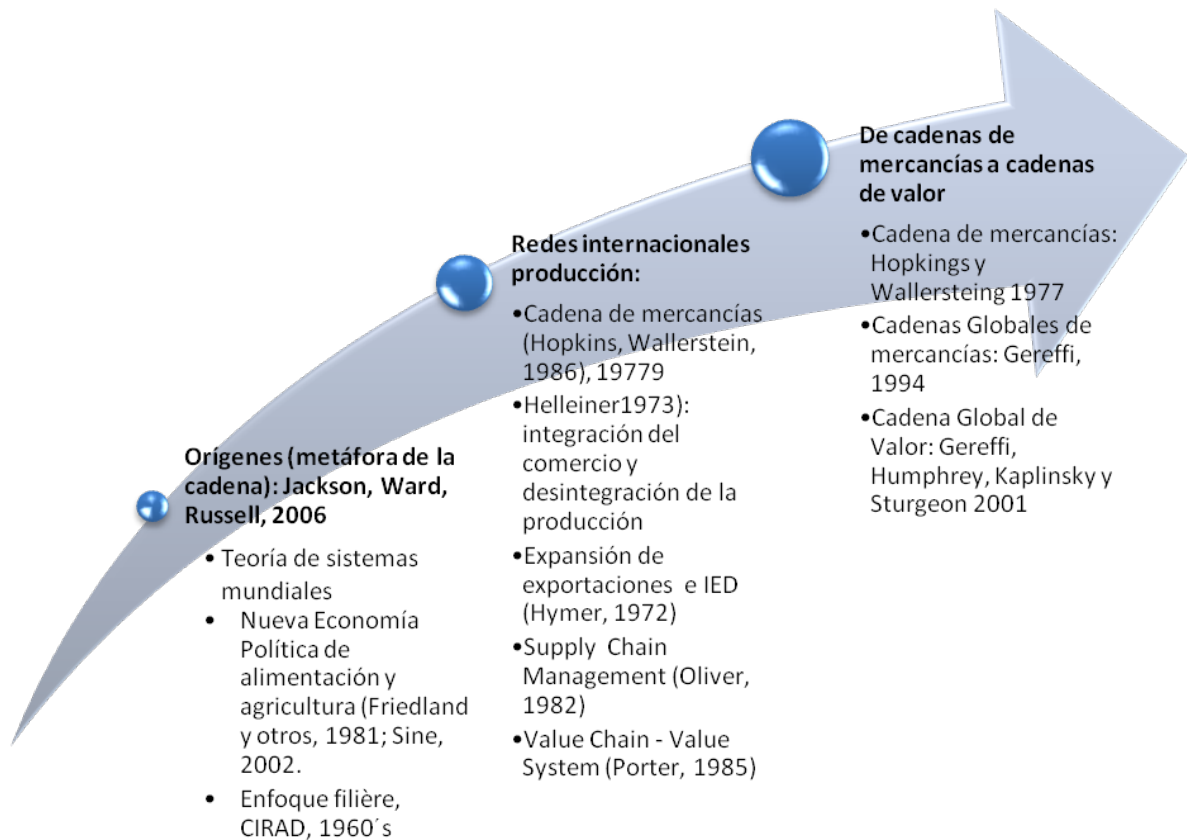 Orígenes (metáfora de la
cadena): Jackson, Ward,
Russell, 2006
• Teoría de sistemas
mundiales
• Nueva Economía
Política de
alimentación y
agricultura (Friedland
y otros, 1981; Sine,
2002.
• Enfoque filière,
CIRAD, 1960´s
Redes internacionales
producción:
•Cadena de mercancías
(Hopkins, Wallerstein,
1986), 19779
•Helleiner1973):
integración del
comercio y
desintegración de la
producción
•Expansión de
exportaciones e IED
(Hymer, 1972)
•Supply Chain
Management (Oliver,
1982)
•Value Chain - Value
System (Porter, 1985)
De cadenas de
mercancías a cadenas
de valor
•Cadena de mercancías:
Hopkings y
Wallersteing 1977
•Cadenas Globales de
mercancías: Gereffi,
1994
•Cadena Global de
Valor: Gereffi,
Humphrey, Kaplinsky y
Sturgeon 2001